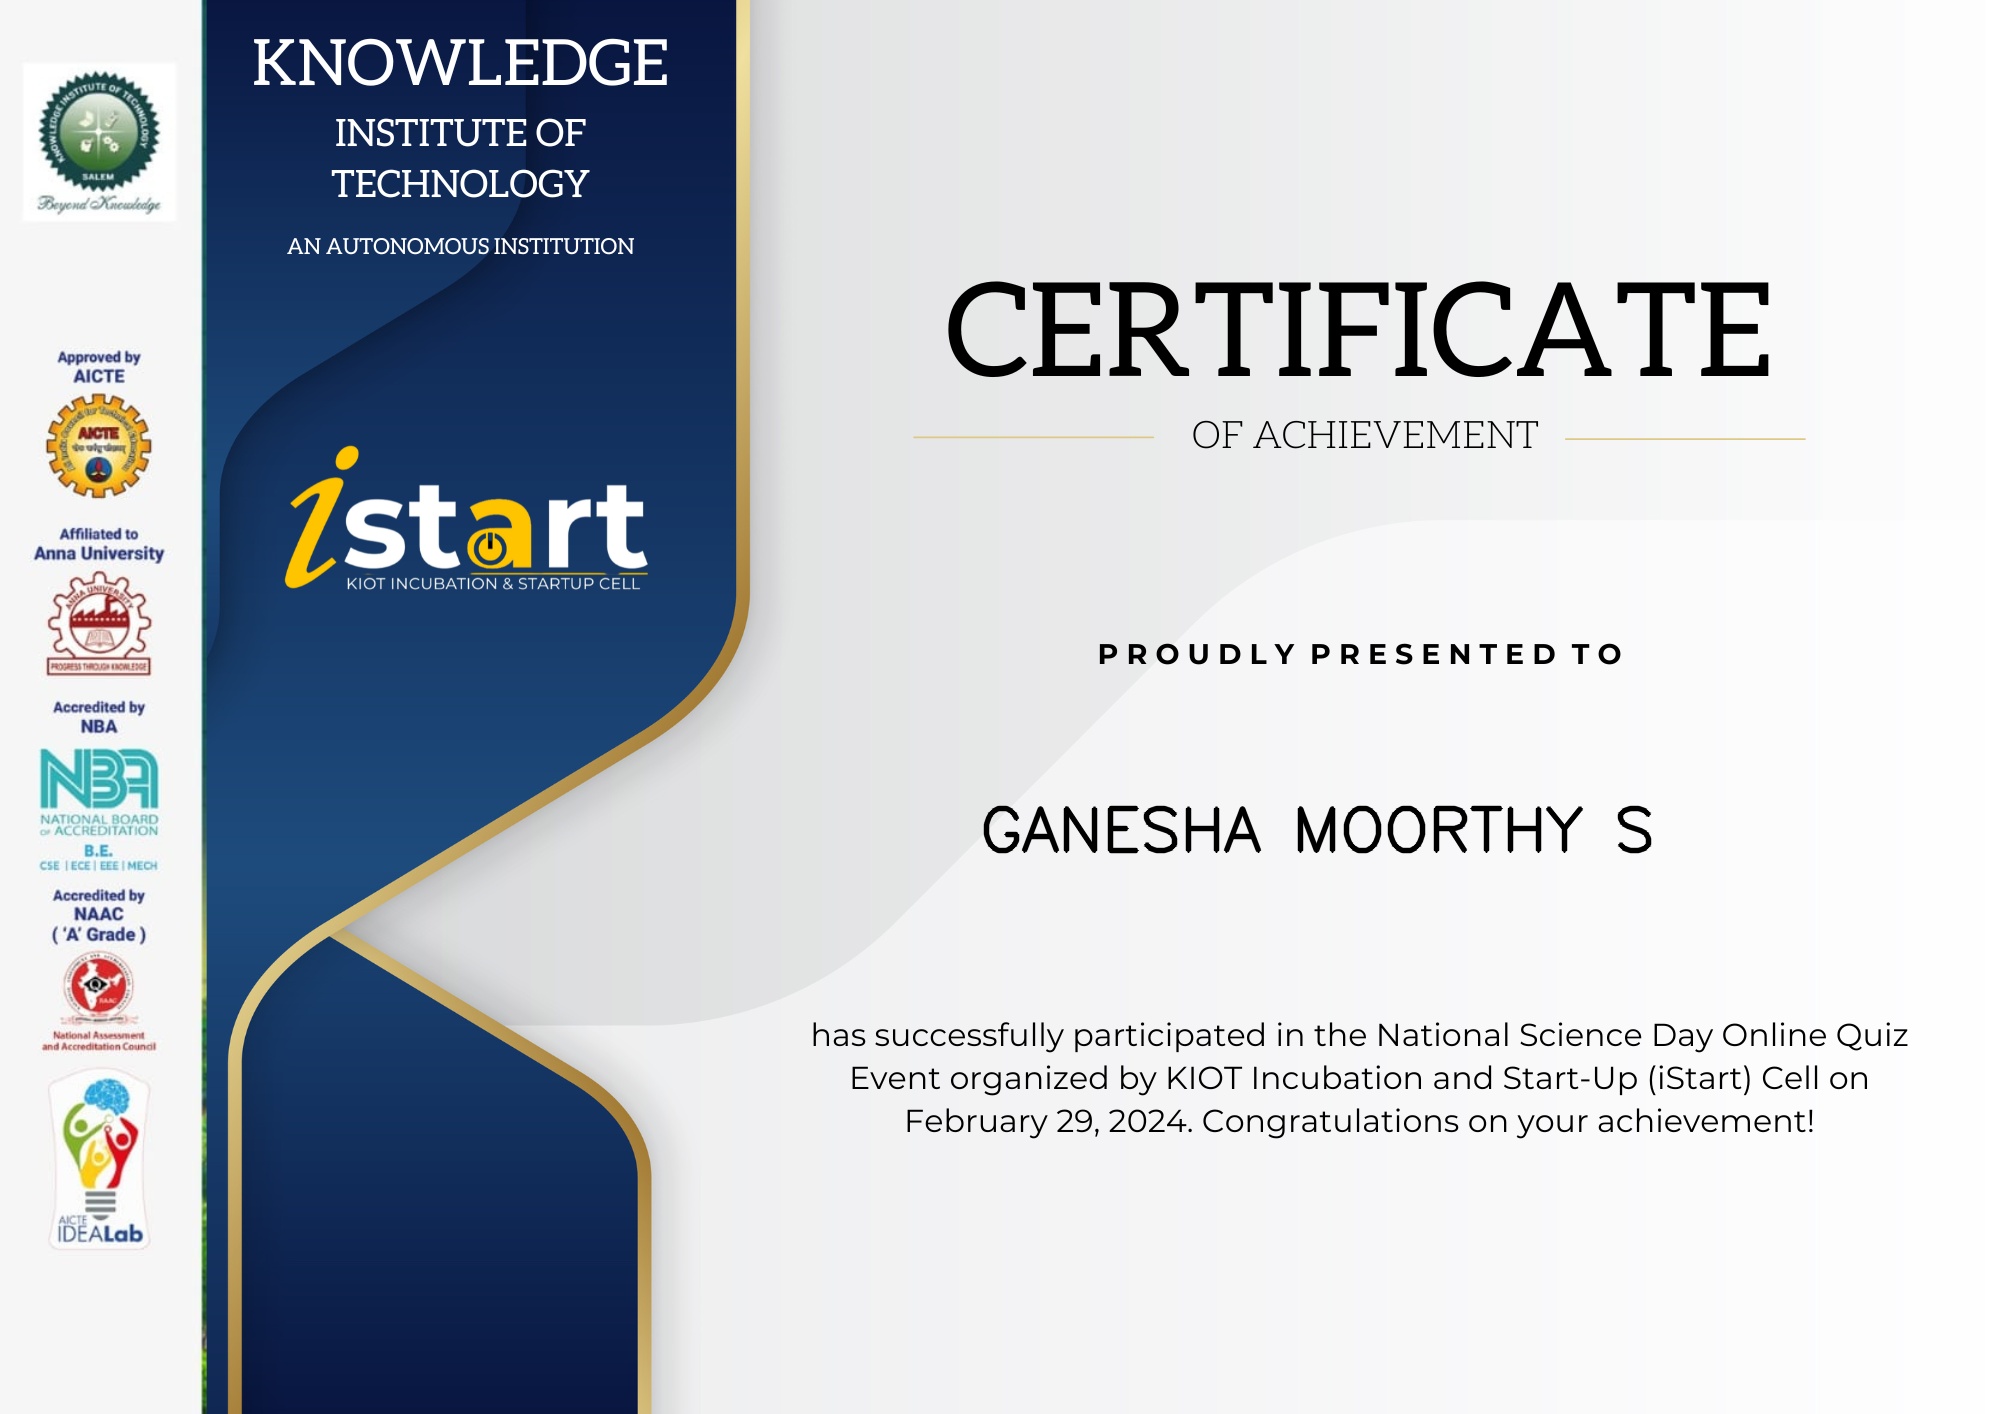 KNOWLEDGE INSTITUTE OF TECHNOLOGY
SALEM
Beyond Knowledge
Approved by
AICTE
AICTE
Affiliated to
Anna University
ANNA UNIVERSITY
PROGRESS THROUGH KNOWLEDGE
Accredited by
NBA
NBA
NATIONAL BOARD
OF ACCREDITATION
B.E.
CSE | ECE | EEE | MECH
Accredited by
NAAC
( 'A' Grade )
NAAC
National Assessment
and Accreditation Council
AICTE
IDEALab
KNOWLEDGE
INSTITUTE OF
TECHNOLOGY
AN AUTONOMOUS INSTITUTION
istart
KIOT INCUBATION & STARTUP CELL
CERTIFICATE
OF ACHIEVEMENT
PROUDLY PRESENTED TO
GANESHA MOORTHY S
has successfully participated in the National Science Day Online Quiz
Event organized by KIOT Incubation and Start-Up (iStart) Cell on
February 29, 2024. Congratulations on your achievement!